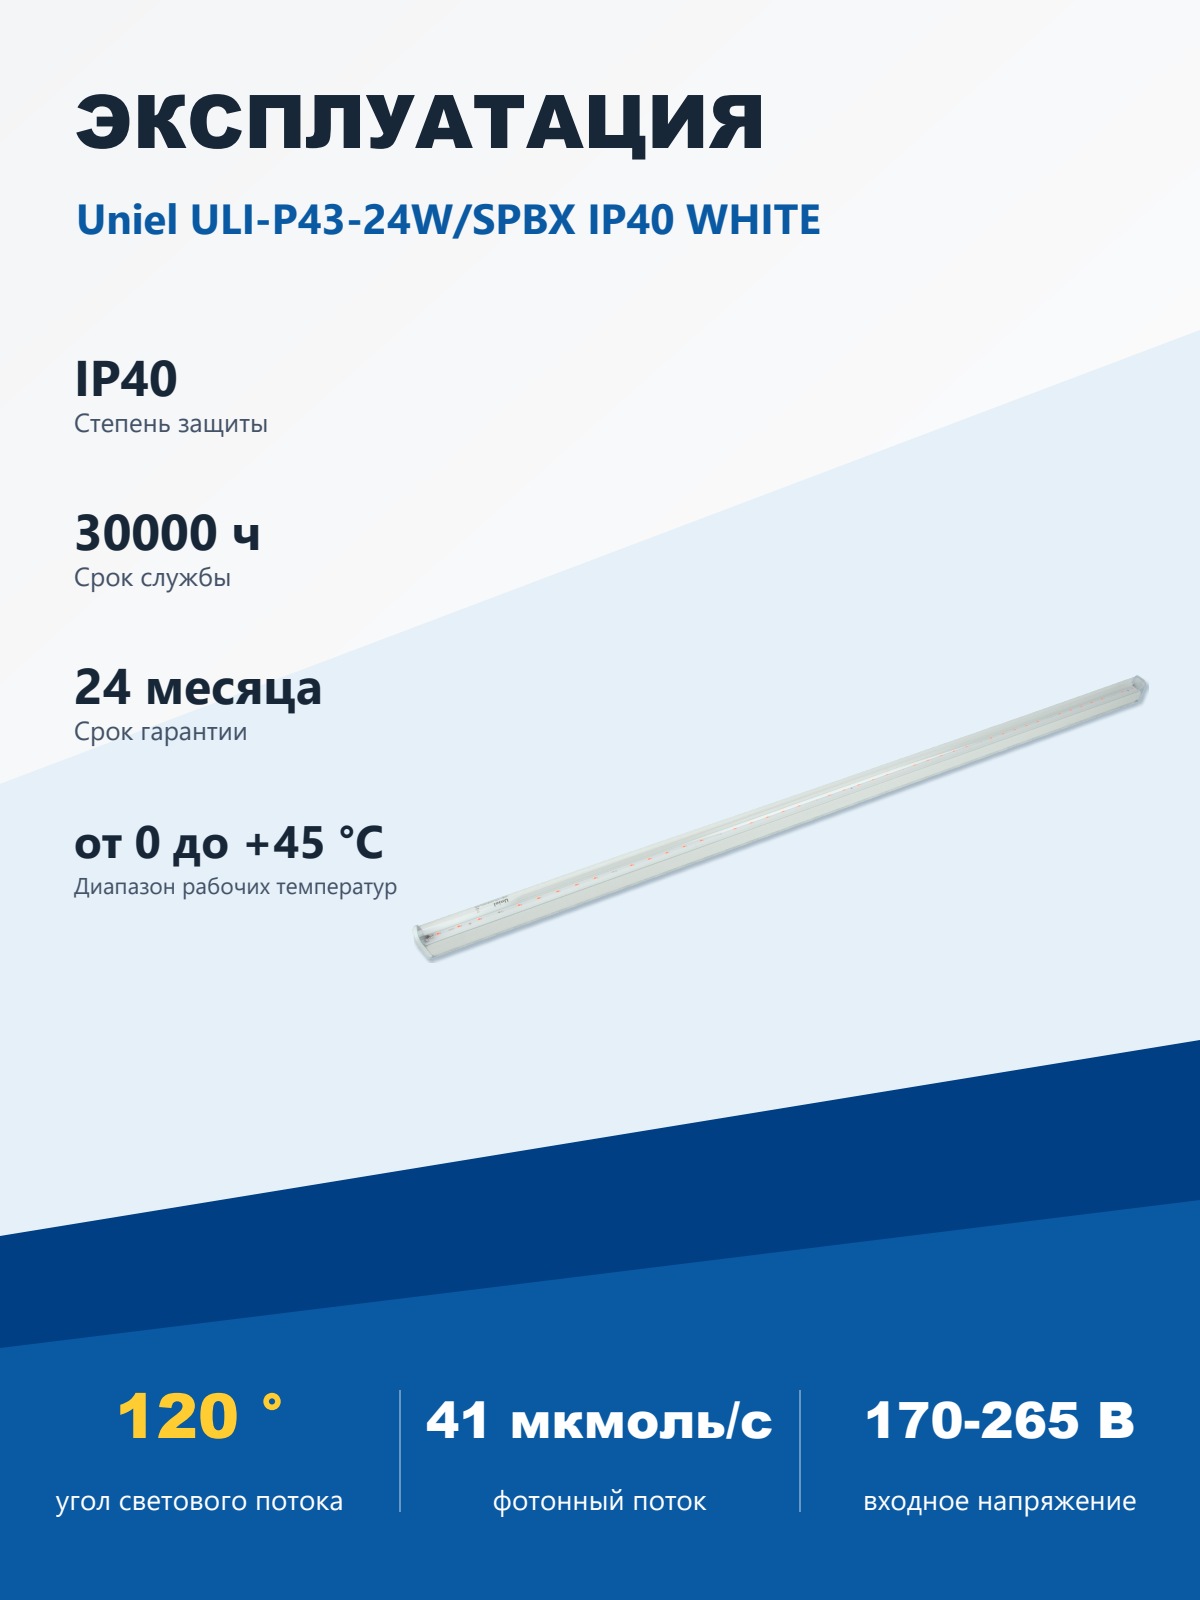 ЭКСПЛУАТАЦИЯ
Uniel ULI-P43-24W/SPBX IP40 WHITE
IP40
Степень защиты
30000 ч
Срок службы
24 месяца
Срок гарантии
от 0 до +45 °C
Диапазон рабочих температур
Uniel
120 °
угол светового потока
41 мкмоль/с
фотонный поток
170-265 В
входное напряжение